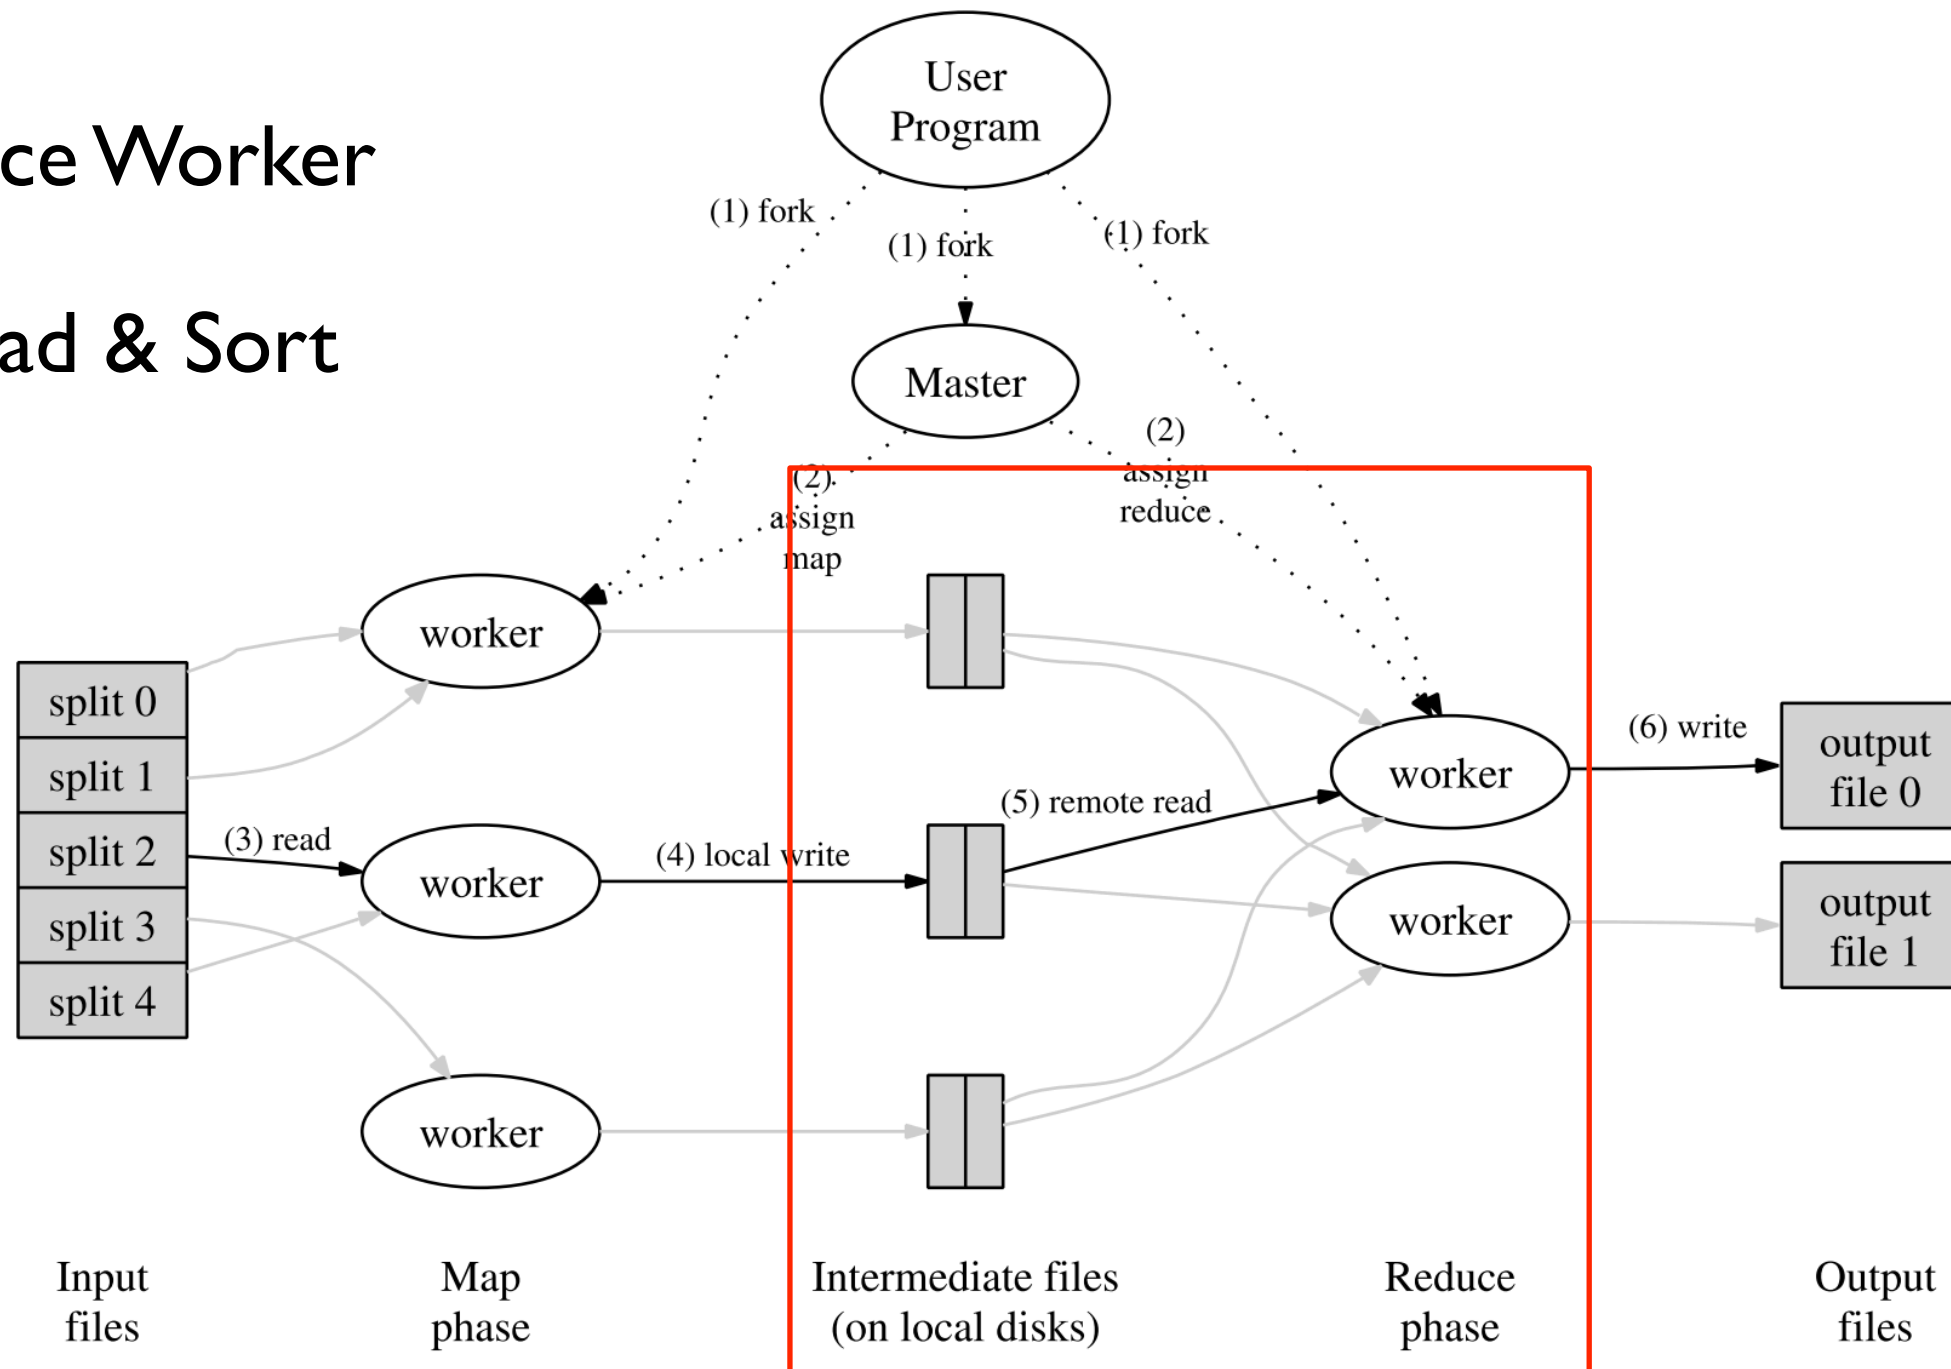 User
Program
ce Worker
(1) fork
(1) fork
(1) fork
ad & Sort
Master
(2)
assign
map
(2)
assign
reduce
split 0
split 1
split 2
split 3
split 4
worker
worker
worker
(3) read
(4) local write
(5) remote read
worker
worker
(6) write
output
file 0
output
file 1
Input
files
Map
phase
Intermediate files
(on local disks)
Reduce
phase
Output
files